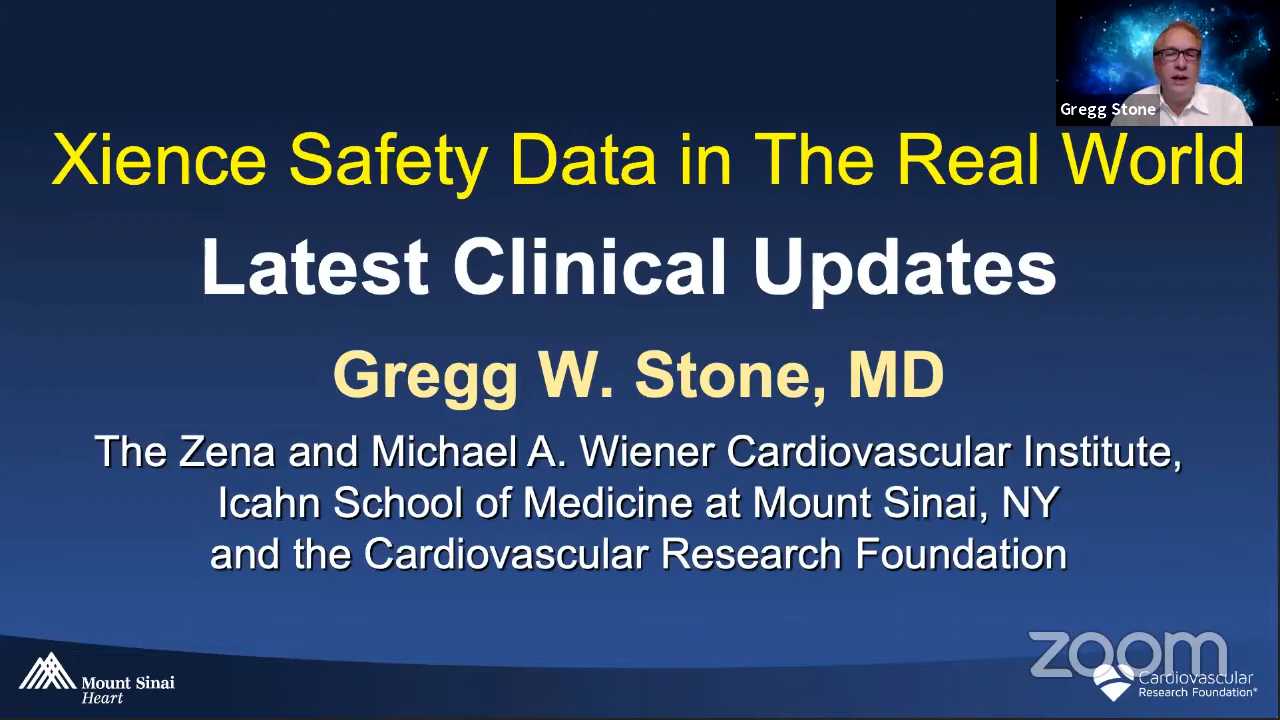 Gregg Stone
Xience Safety Data in The Real World
Latest Clinical Updates
Gregg W. Stone, MD
The Zena and Michael A. Wiener Cardiovascular Institute,
Icahn School of Medicine at Mount Sinai, NY
and the Cardiovascular Research Foundation
zoom
Mount Sinai
Heart
Cardiovascular
Research Foundation®